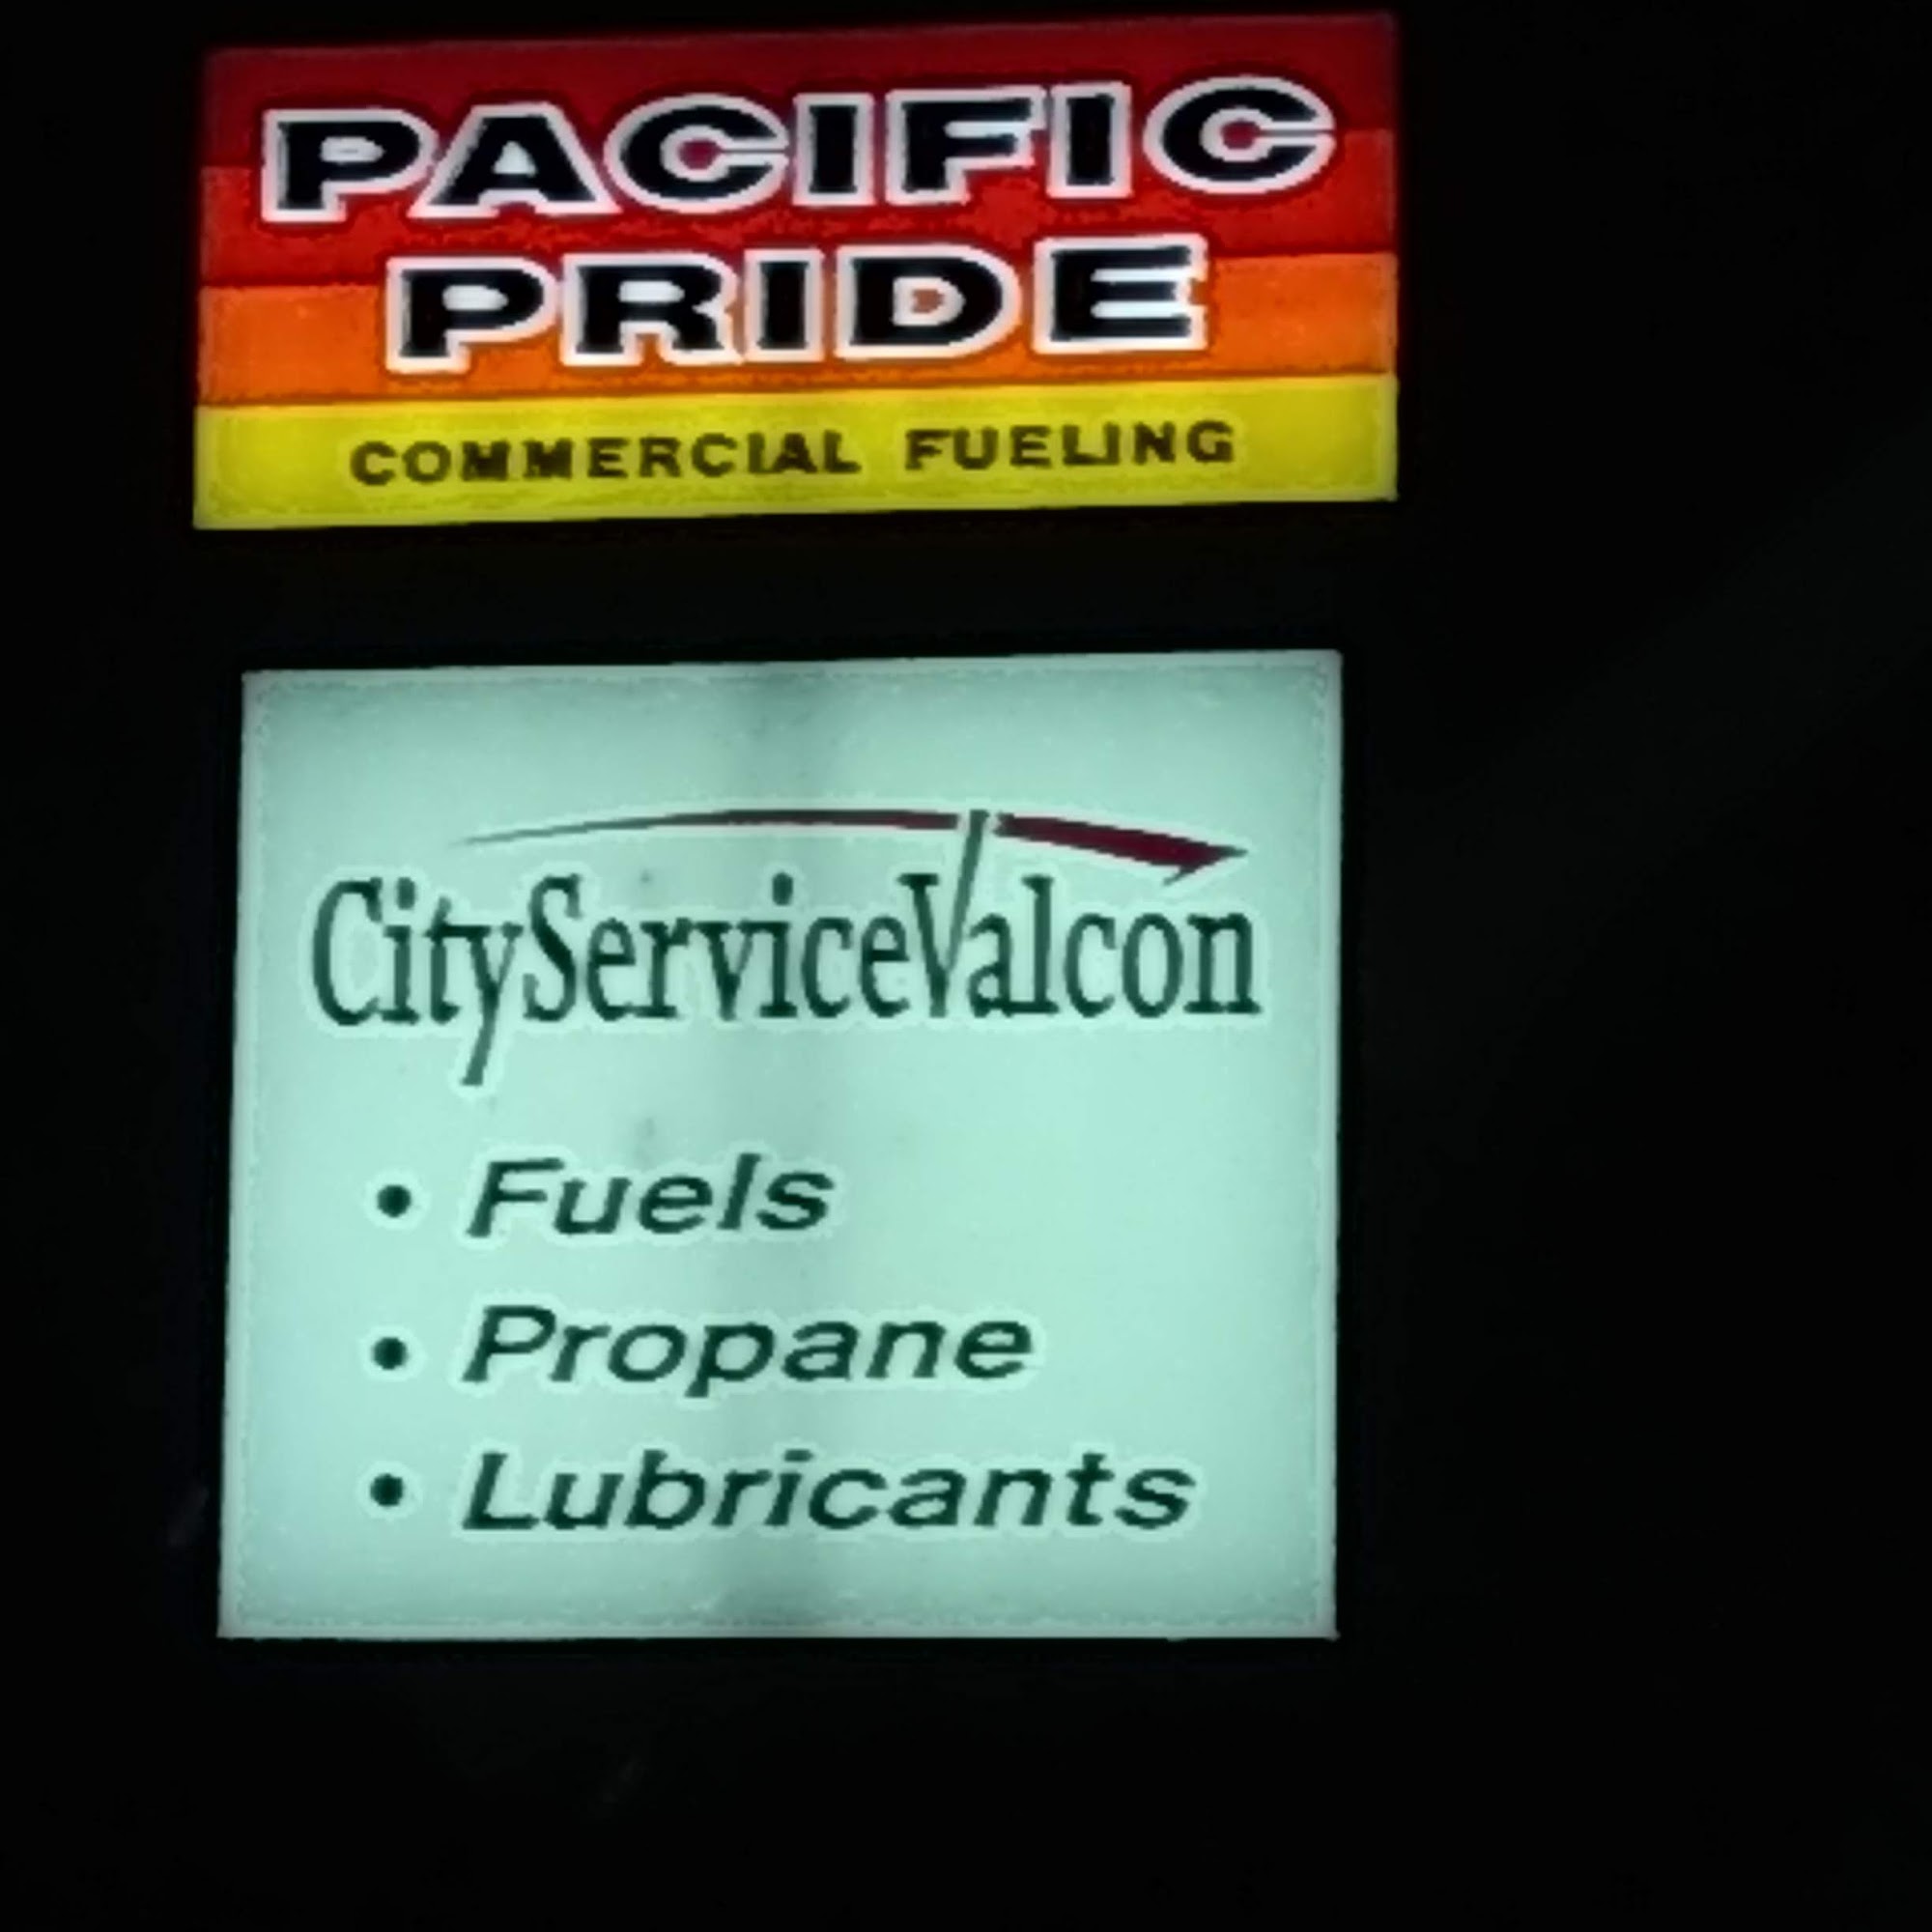 PACIFIC
PRIDE
COMMERCIAL FUELING
CityServiceValcon
• Fuels
• Propane
• Lubricants